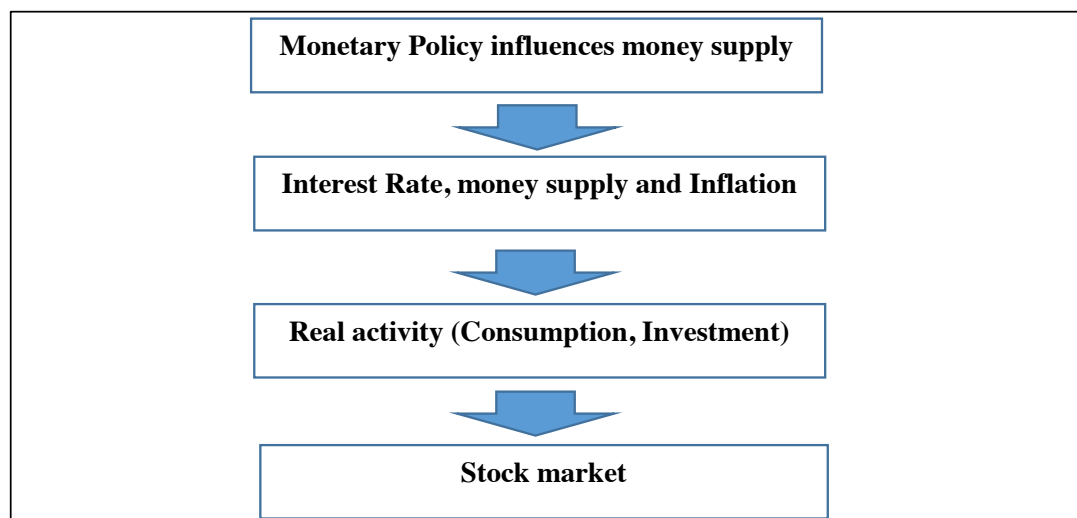 Monetary Policy influences money supply
Interest Rate, money supply and Inflation
Real activity (Consumption, Investment)
Stock market